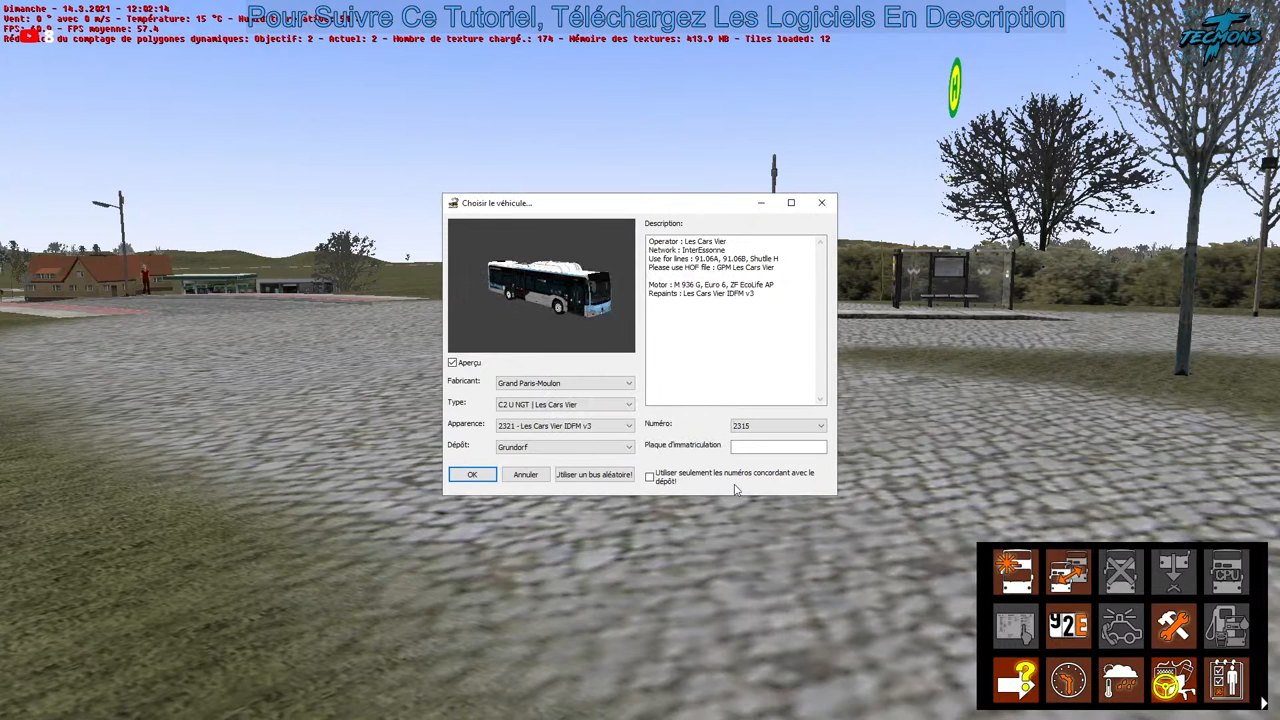 Dimanche - 14.3.2021 - 12:02:14
Pour Suivre Ce Tutoriel, Téléchargez Les Logiciels En Description
Vent: 0 ° avec 0 m/s - Température: 15 °C
FPS moyenne: 57.4
du comptage de polygones dynamiques: Objectif: 2 - Actuel: 2 - Nombre de texture chargé.: 174 - Mémoire des textures: 413.9 MB - Tiles loaded: 12
TECMONS
H
Choisir le véhicule...
Description:
Operator : Les Cars Vier
Network : InterEssonne
Use for lines : 91.06A, 91.06B, Shuttle H
Please use HOF file : GPM Les Cars Vier
Motor : M 936 G, Euro 6, ZF EcoLife AP
Repaints : Les Cars Vier IDFM v3
Aperçu
Fabricant:
Grand Paris-Moulon
Type:
C2 U NGT | Les Cars Vier
Apparence:
2321 - Les Cars Vier IDFM v3
Numéro:
2315
Dépôt:
Grundorf
Plaque d'immatriculation
OK
Annuler
Utiliser un bus aléatoire!
Utiliser seulement les numéros concordant avec le
dépôt!
CPU
92E
?